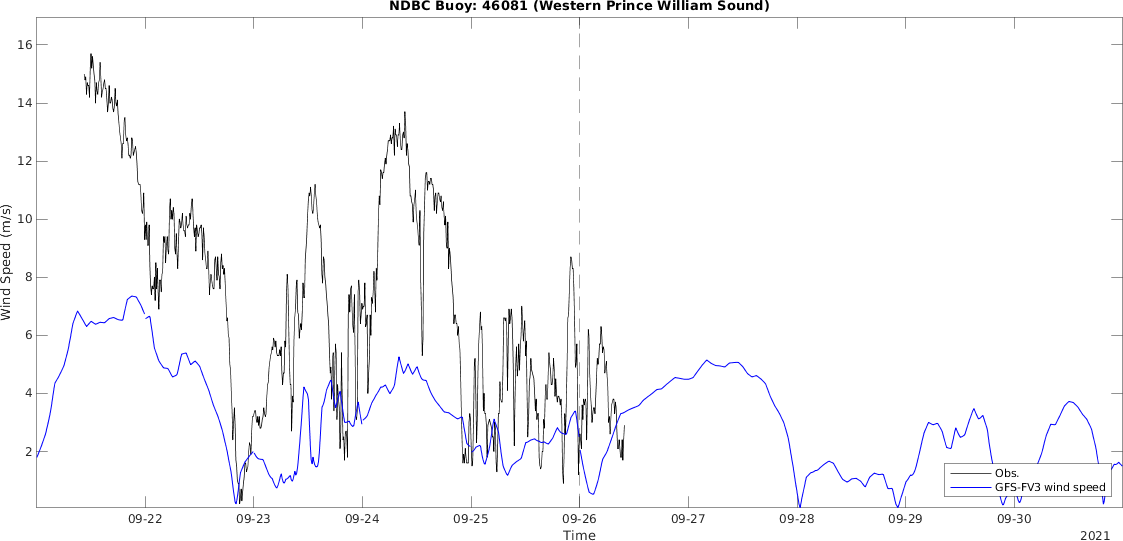 NDBC Buoy: 46081 (Western Prince William Sound)
16
14
12
10
8
6
4
2
Wind Speed (m/s)
Obs.
GFS-FV3 wind speed
09-22 09-23 09-24 09-25 09-26 09-27 09-28 09-29 09-30
Time
2021